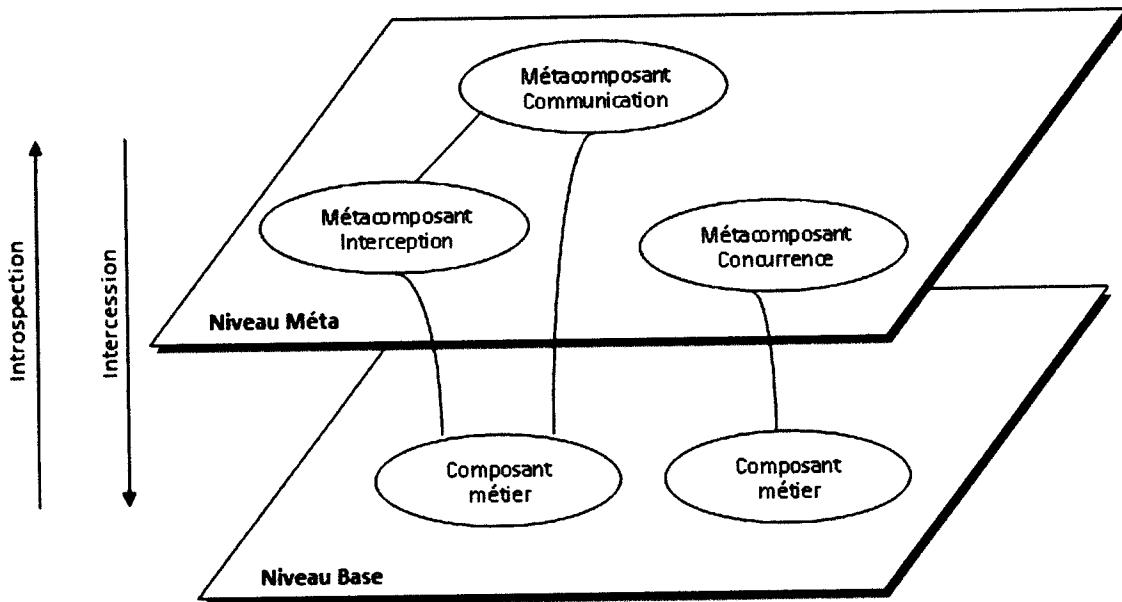 Métacomposant
Communication
Métacomposant
Interception
Métacomposant
Concurrence
Niveau Méta
Introspection
Intercession
Composant
métier
Composant
métier
Niveau Base